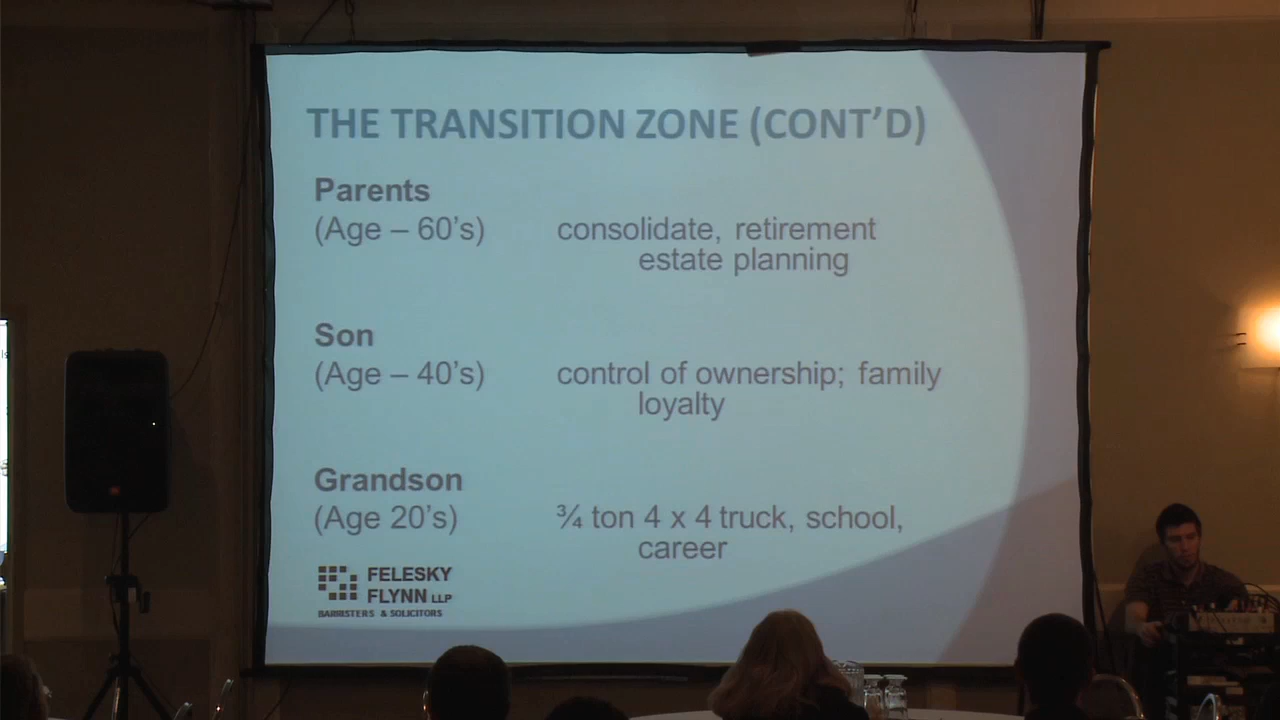 THE TRANSITION ZONE (CONT'D)
Parents
(Age – 60's) consolidate, retirement
estate planning
Son
(Age – 40's) control of ownership; family
loyalty
Grandson
(Age 20's) ¾ ton 4 x 4 truck, school,
career
FELESKY
FLYNN LLP
BARRISTERS & SOLICITORS